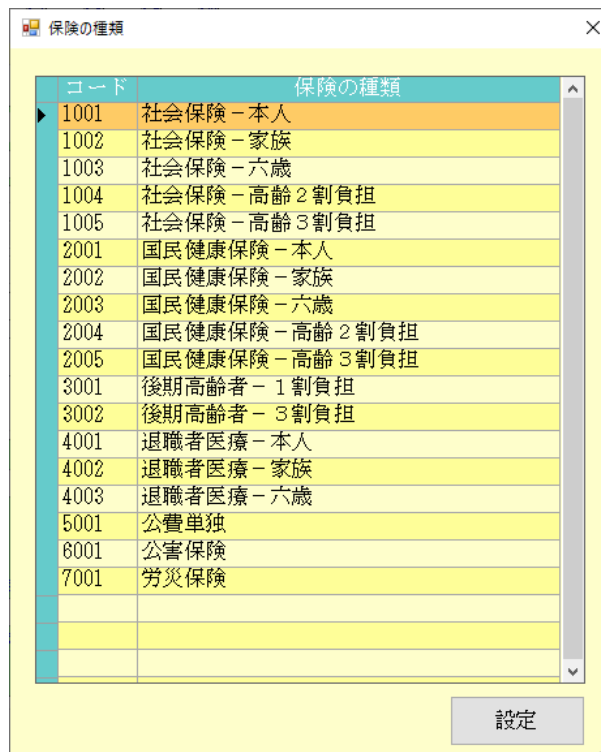 保険の種類
コード 保険の種類
1001 社会保険－本人
1002 社会保険－家族
1003 社会保険－六歳
1004 社会保険－高齢２割負担
1005 社会保険－高齢３割負担
2001 国民健康保険－本人
2002 国民健康保険－家族
2003 国民健康保険－六歳
2004 国民健康保険－高齢２割負担
2005 国民健康保険－高齢３割負担
3001 後期高齢者－１割負担
3002 後期高齢者－３割負担
4001 退職者医療－本人
4002 退職者医療－家族
4003 退職者医療－六歳
5001 公費単独
6001 公害保険
7001 労災保険
設定